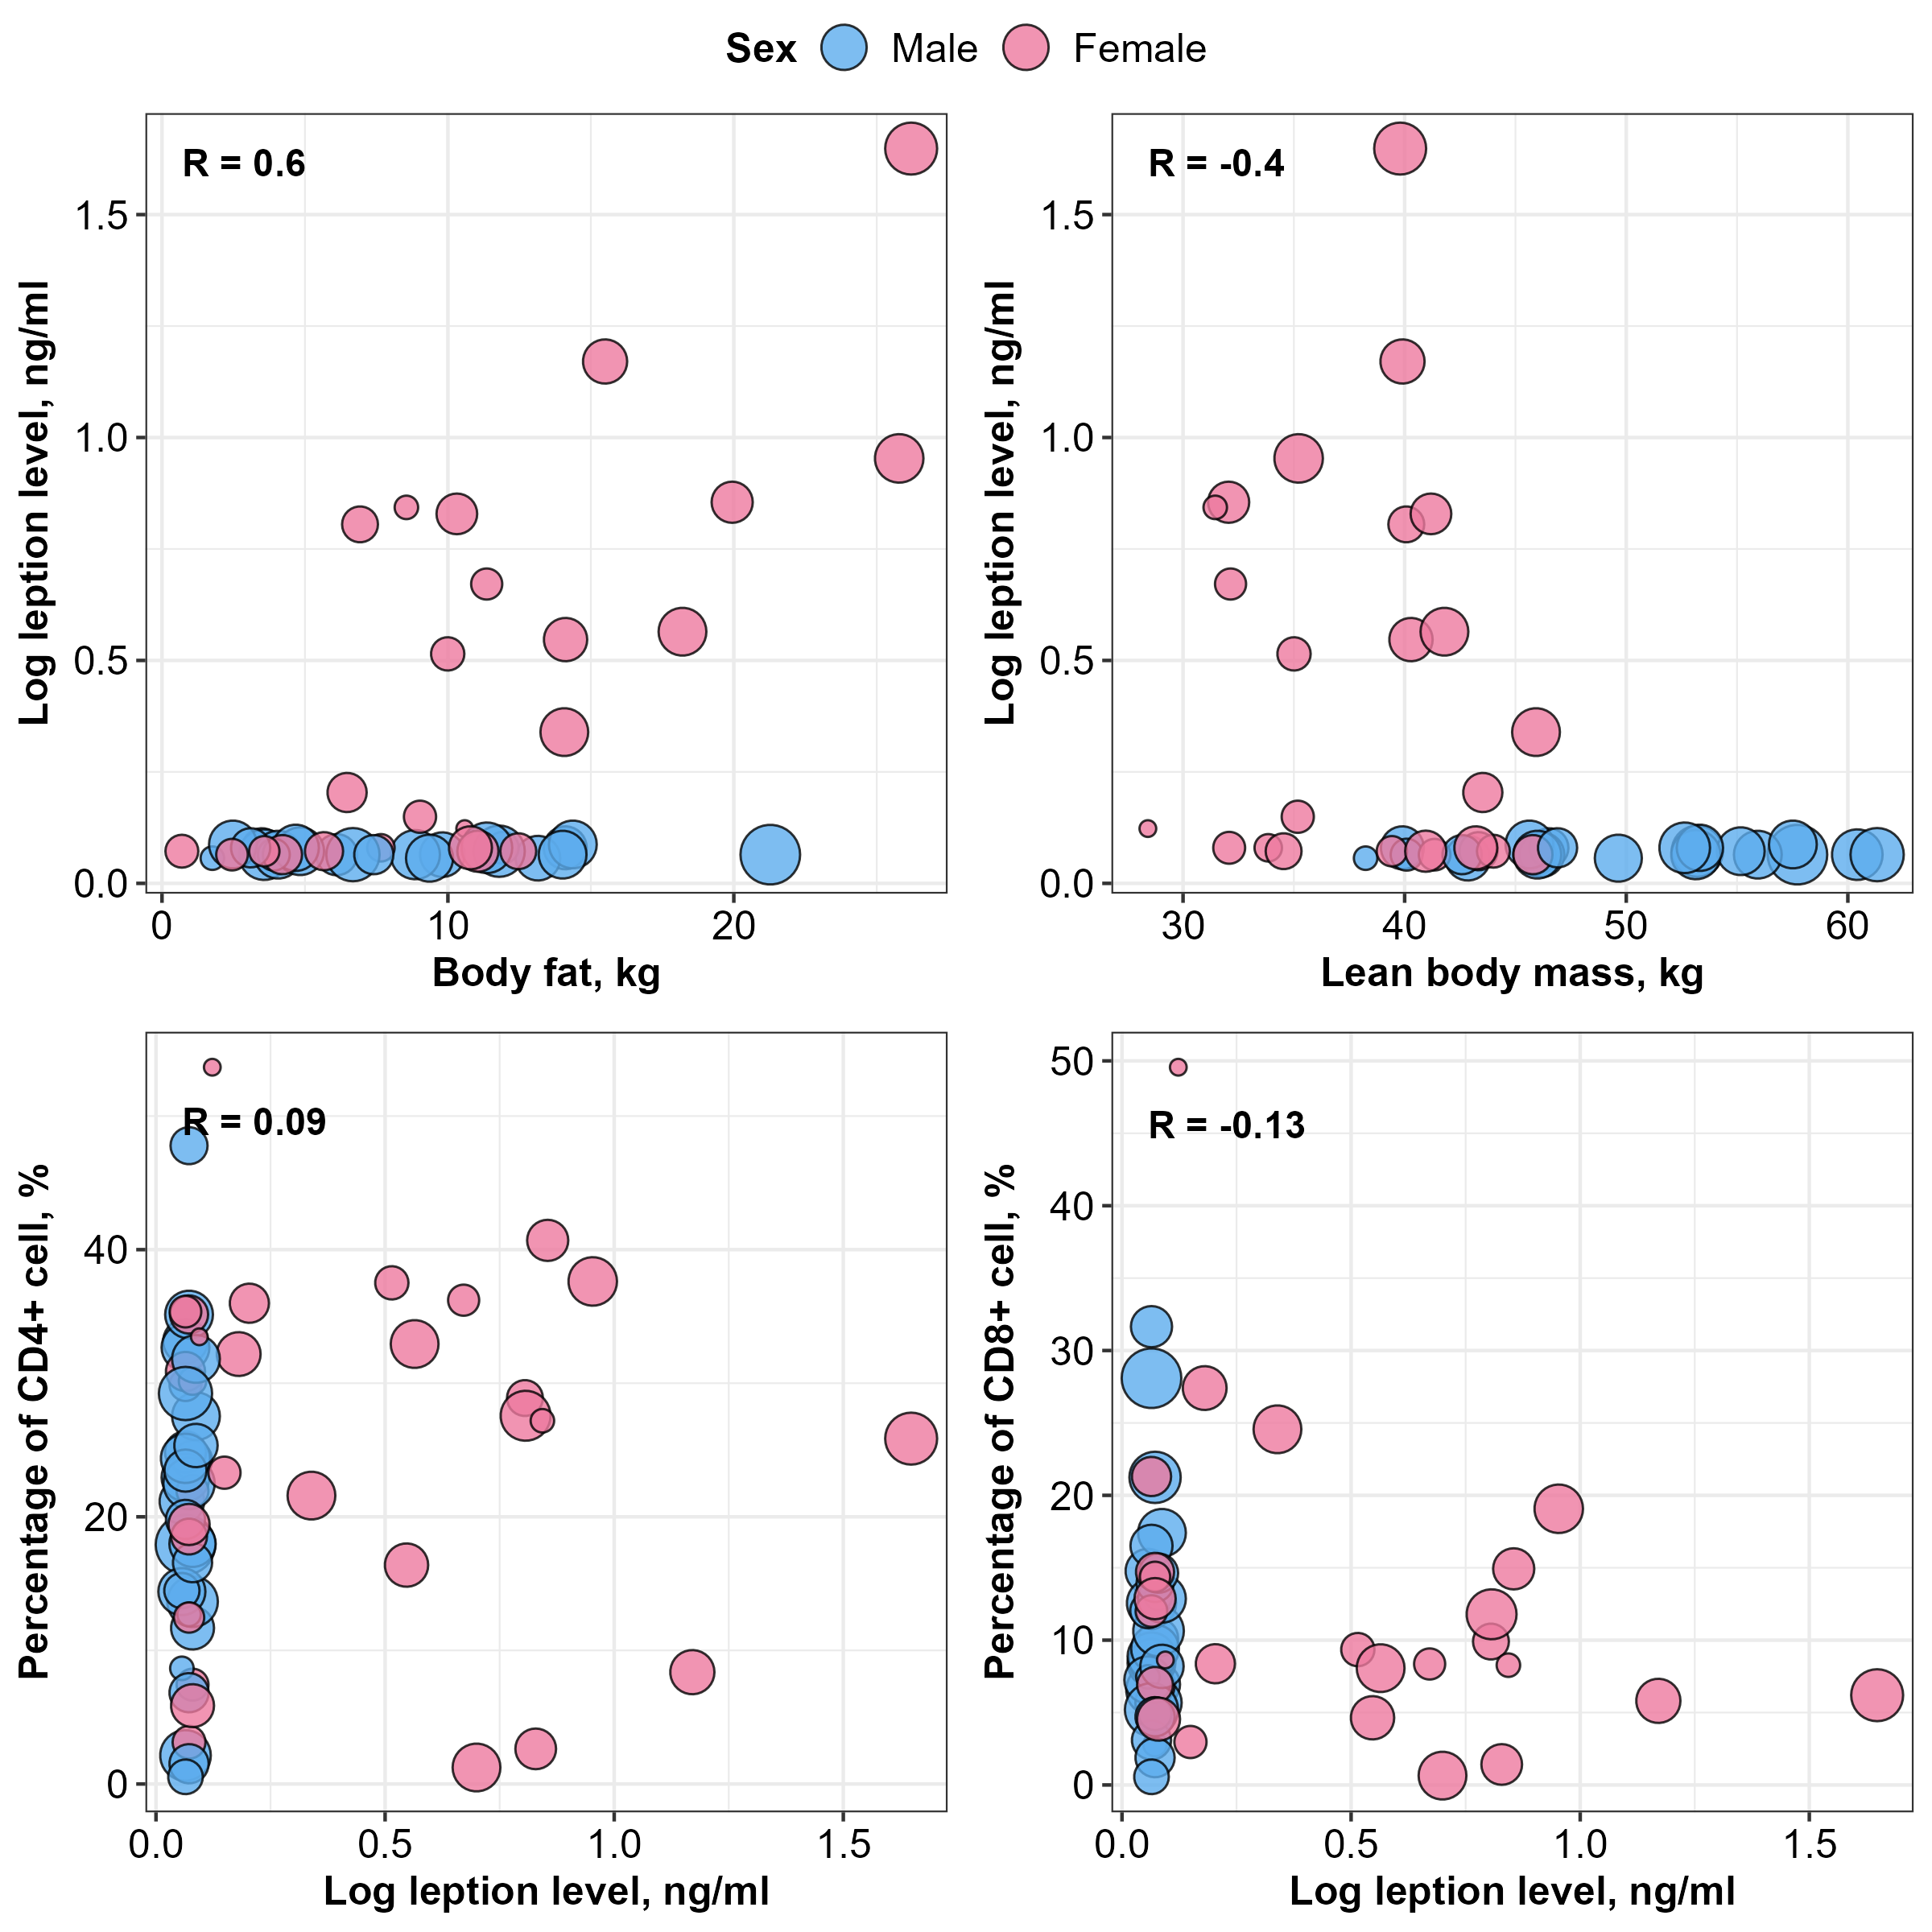 Sex Male Female
R = 0.6
1.5
1.0
0.5
0.0
Log leption level, ng/ml
0 10 20
Body fat, kg
R = -0.4
1.5
1.0
0.5
0.0
Log leption level, ng/ml
30 40 50 60
Lean body mass, kg
R = 0.09
40
20
0
Percentage of CD4+ cell, %
0.0 0.5 1.0 1.5
Log leption level, ng/ml
50
R = -0.13
40
30
20
10
0
Percentage of CD8+ cell, %
0.0 0.5 1.0 1.5
Log leption level, ng/ml